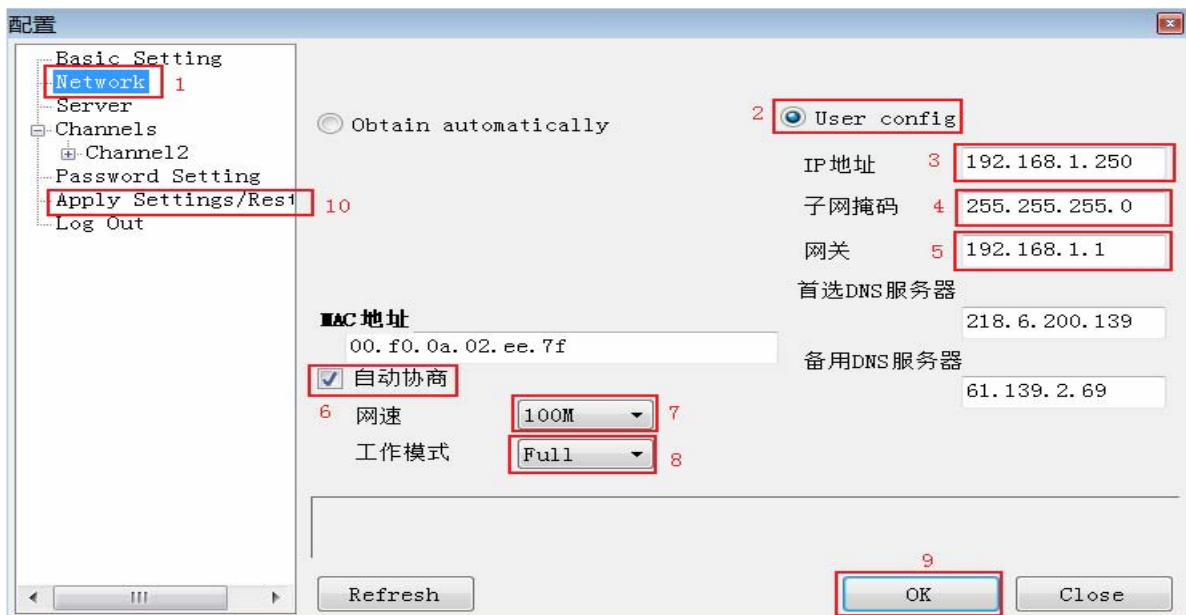 配置
Basic Setting
Network 1
Server
Channels
Channel2
Password Setting
Apply Settings/Rest 10
Log Out
Obtain automatically
2 User config
IP地址 3 192.168.1.250
子网掩码 4 255.255.255.0
网关 5 192.168.1.1
首选DNS服务器
218.6.200.139
备用DNS服务器
61.139.2.69
MAC地址
00.f0.0a.02.ee.7f
自动协商
6 网速 100M 7
工作模式 Full 8
9
Refresh OK Close